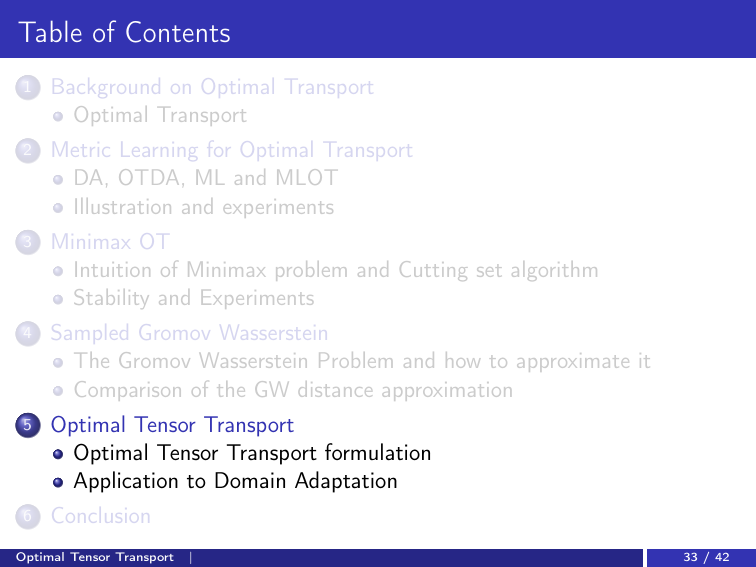 Table of Contents
1 Background on Optimal Transport
Optimal Transport
2 Metric Learning for Optimal Transport
DA, OTDA, ML and MLOT
Illustration and experiments
3 Minimax OT
Intuition of Minimax problem and Cutting set algorithm
Stability and Experiments
4 Sampled Gromov Wasserstein
The Gromov Wasserstein Problem and how to approximate it
Comparison of the GW distance approximation
5 Optimal Tensor Transport
Optimal Tensor Transport formulation
Application to Domain Adaptation
6 Conclusion
Optimal Tensor Transport | 33 / 42